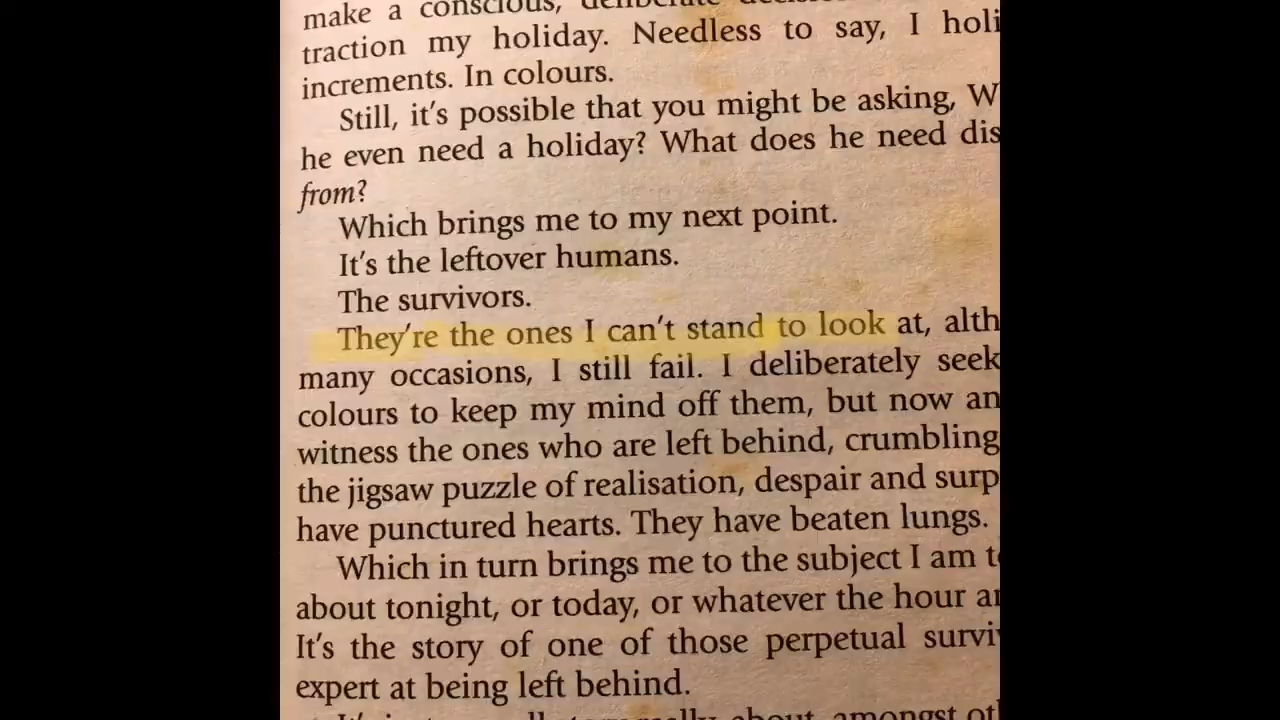 make a conscious, deliberate
traction my holiday. Needless to say, I holi
increments. In colours.
Still, it's possible that you might be asking, W
he even need a holiday? What does he need dis
from?
Which brings me to my next point.
It's the leftover humans.
The survivors.
They're the ones I can't stand to look at, alth
many occasions, I still fail. I deliberately seek
colours to keep my mind off them, but now an
witness the ones who are left behind, crumbling
the jigsaw puzzle of realisation, despair and surp
have punctured hearts. They have beaten lungs.
Which in turn brings me to the subject I am t
about tonight, or today, or whatever the hour a
It's the story of one of those perpetual survi
expert at being left behind.
about amongst